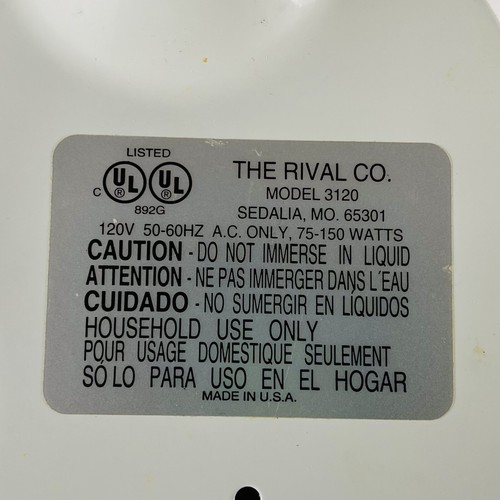 LISTED
C UL ® UL ®
892G
THE RIVAL CO.
MODEL 3120
SEDALIA, MO. 65301
120V 50-60HZ A.C. ONLY, 75-150 WATTS
CAUTION - DO NOT IMMERSE IN LIQUID
ATTENTION - NE PAS IMMERGER DANS L'EAU
CUIDADO - NO SUMERGIR EN LIQUIDOS
HOUSEHOLD USE ONLY
POUR USAGE DOMESTIQUE SEULEMENT
SÓLO PARA USO EN EL HOGAR
MADE IN U.S.A.